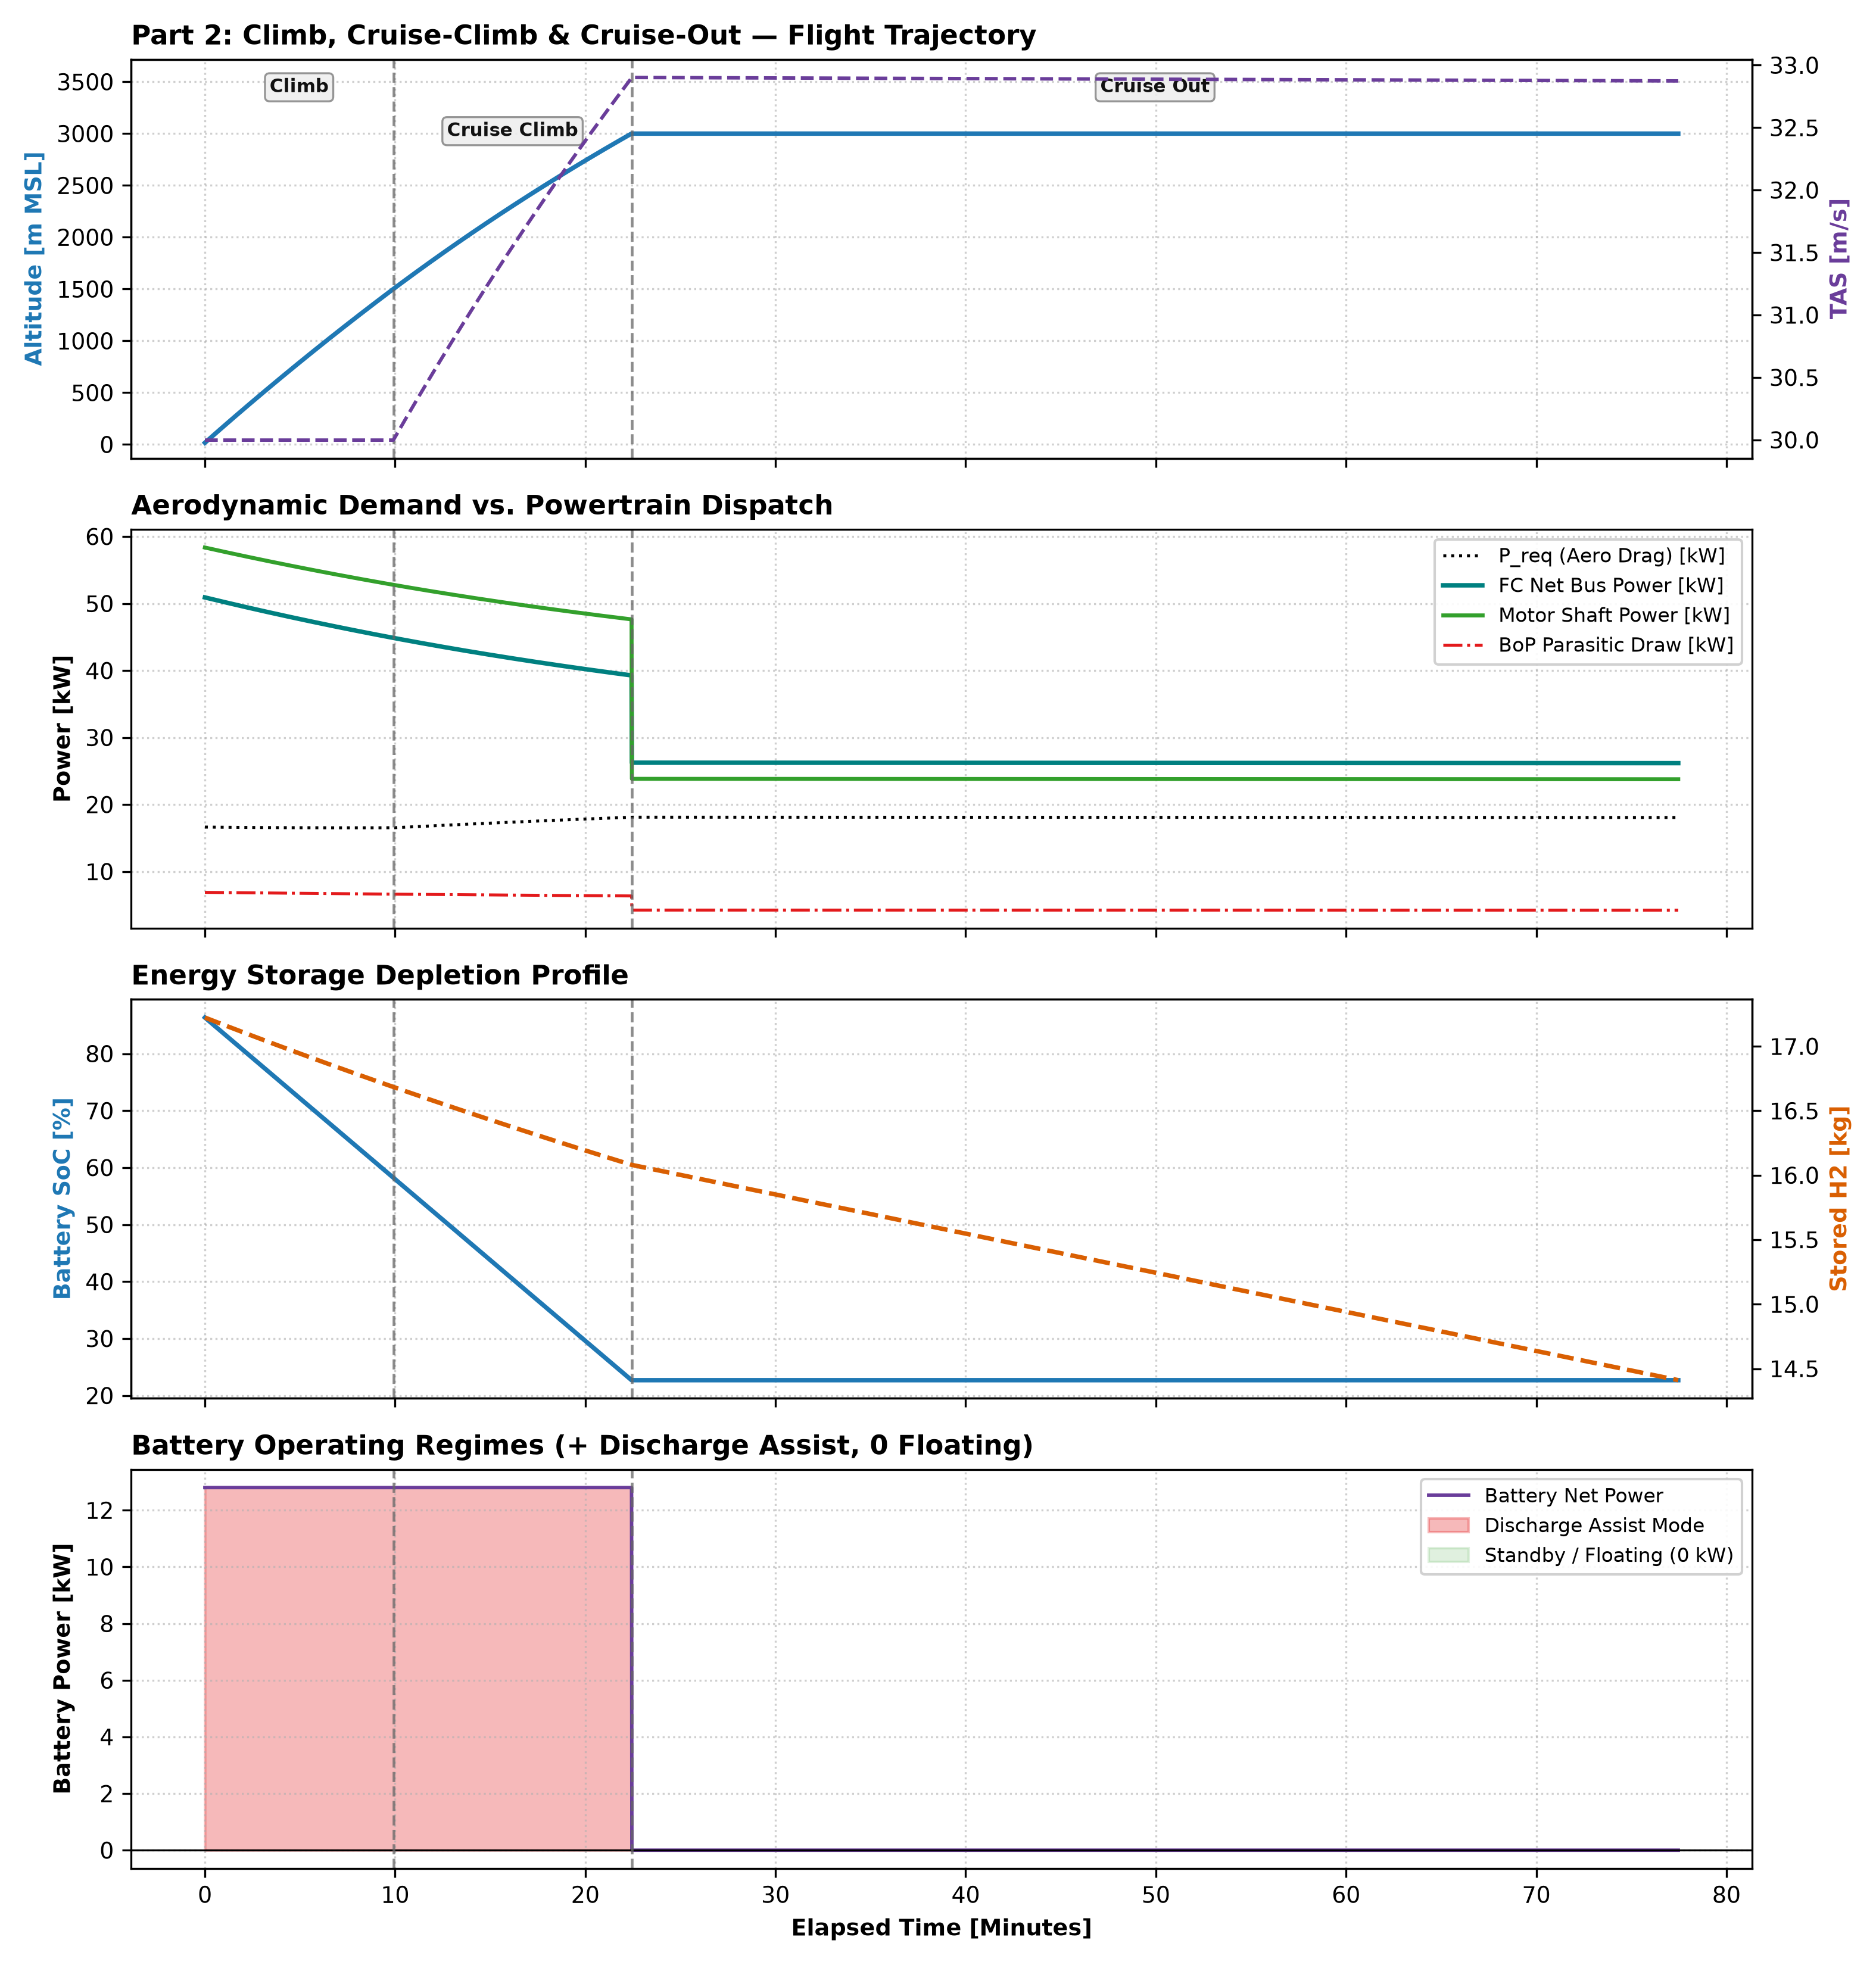 Part 2: Climb, Cruise-Climb & Cruise-Out — Flight Trajectory
Altitude [m MSL]
3500
3000
2500
2000
1500
1000
500
0
Climb
Cruise Climb
Cruise Out
33.0
32.5
32.0
31.5
31.0
30.5
30.0
TAS [m/s]
Aerodynamic Demand vs. Powertrain Dispatch
Power [kW]
60
50
40
30
20
10
P_req (Aero Drag) [kW]
FC Net Bus Power [kW]
Motor Shaft Power [kW]
BoP Parasitic Draw [kW]
Energy Storage Depletion Profile
Battery SoC [%]
80
70
60
50
40
30
20
17.0
16.5
16.0
15.5
15.0
14.5
Stored H2 [kg]
Battery Operating Regimes (+ Discharge Assist, 0 Floating)
Battery Power [kW]
12
10
8
6
4
2
0
Battery Net Power
Discharge Assist Mode
Standby / Floating (0 kW)
0 10 20 30 40 50 60 70 80
Elapsed Time [Minutes]